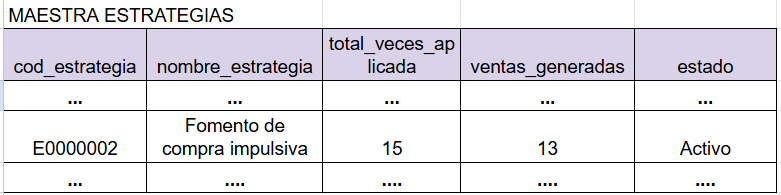 MAESTRA ESTRATEGIAS
total_veces_ap
cod_estrategia nombre_estrategia licada ventas_generadas estado
... ... ... ... ...
Fomento de
E0000002 compra impulsiva 15 13 Activo
... .... .... .... ....